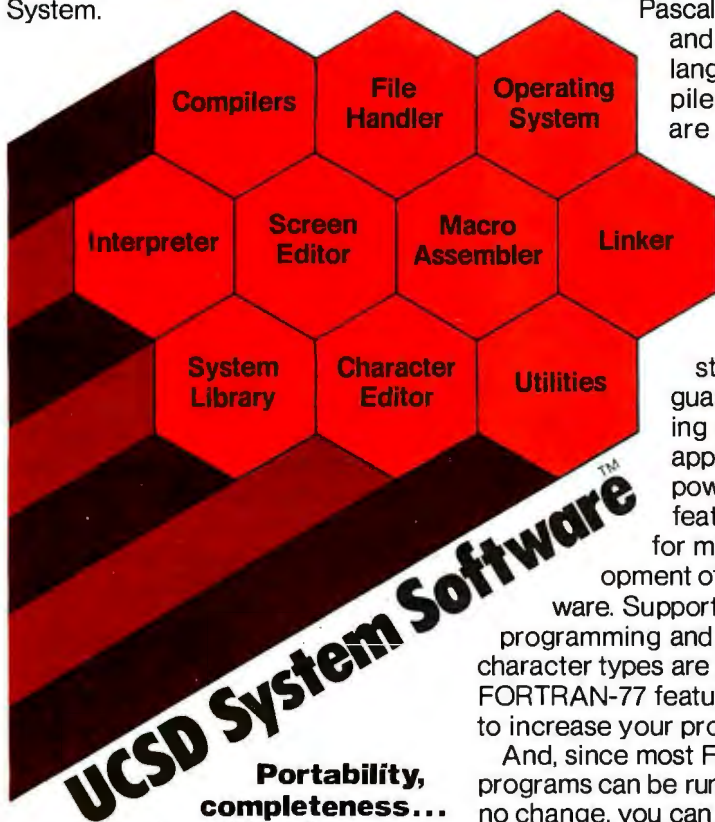 System.
Compilers
File
Handler
Operating
System
Interpreter
Screen
Editor
Macro
Assembler
Linker
System
Library
Character
Editor
Utilities
UCSD System Software™
Portability,
completeness...
Pascal
and
lang
pile
are
st
gua
ing
app
pow
feat
for m
opment of
ware. Support
programming and
character types are
FORTRAN-77 featu
to increase your pro
And, since most F
programs can be run
no change, you can